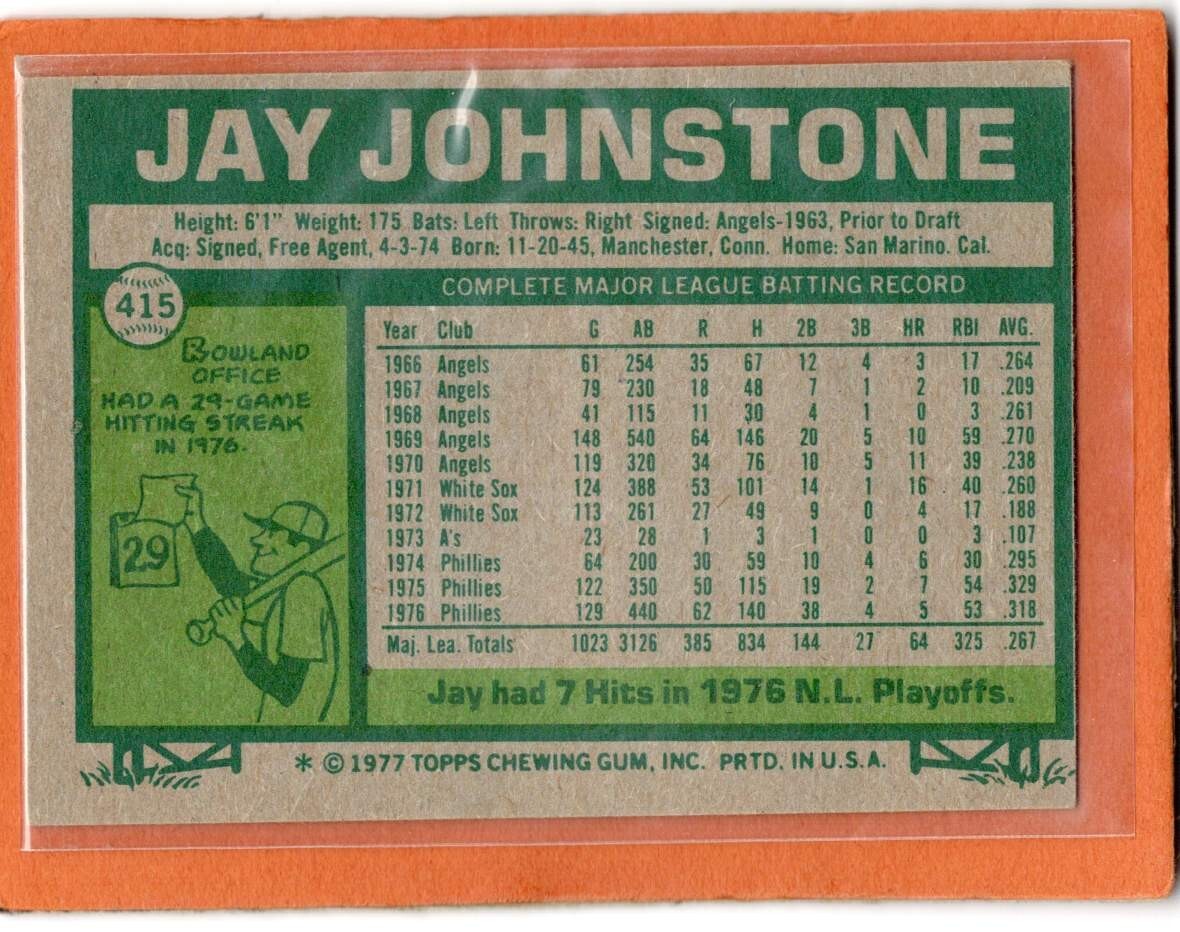 JAY JOHNSTONE
Height: 6'1" Weight: 175 Bats: Left Throws: Right Signed: Angels-1963, Prior to Draft
Acq: Signed, Free Agent, 4-3-74 Born: 11-20-45, Manchester, Conn. Home: San Marino. Cal.
415
COMPLETE MAJOR LEAGUE BATTING RECORD
ROWLAND
OFFICE
HAD A 29-GAME
HITTING STREAK
IN 1976.
29
Year Club G AB R H 2B 3B HR RBI AVG.
1966 Angels 61 254 35 67 12 4 3 17 .264
1967 Angels 79 230 18 48 7 1 2 10 .209
1968 Angels 41 115 11 30 4 1 0 3 .261
1969 Angels 148 540 64 146 20 5 10 59 .270
1970 Angels 119 320 34 76 10 5 11 39 .238
1971 White Sox 124 388 53 101 14 1 16 40 .260
1972 White Sox 113 261 27 49 9 0 4 17 .188
1973 A's 23 28 1 3 1 0 0 3 .107
1974 Phillies 64 200 30 59 10 4 6 30 .295
1975 Phillies 122 350 50 115 19 2 7 54 .329
1976 Phillies 129 440 62 140 38 4 5 53 .318
Maj. Lea. Totals 1023 3126 385 834 144 27 64 325 .267
Jay had 7 Hits in 1976 N.L. Playoffs.
* © 1977 TOPPS CHEWING GUM, INC. PRTD. IN U.S.A.